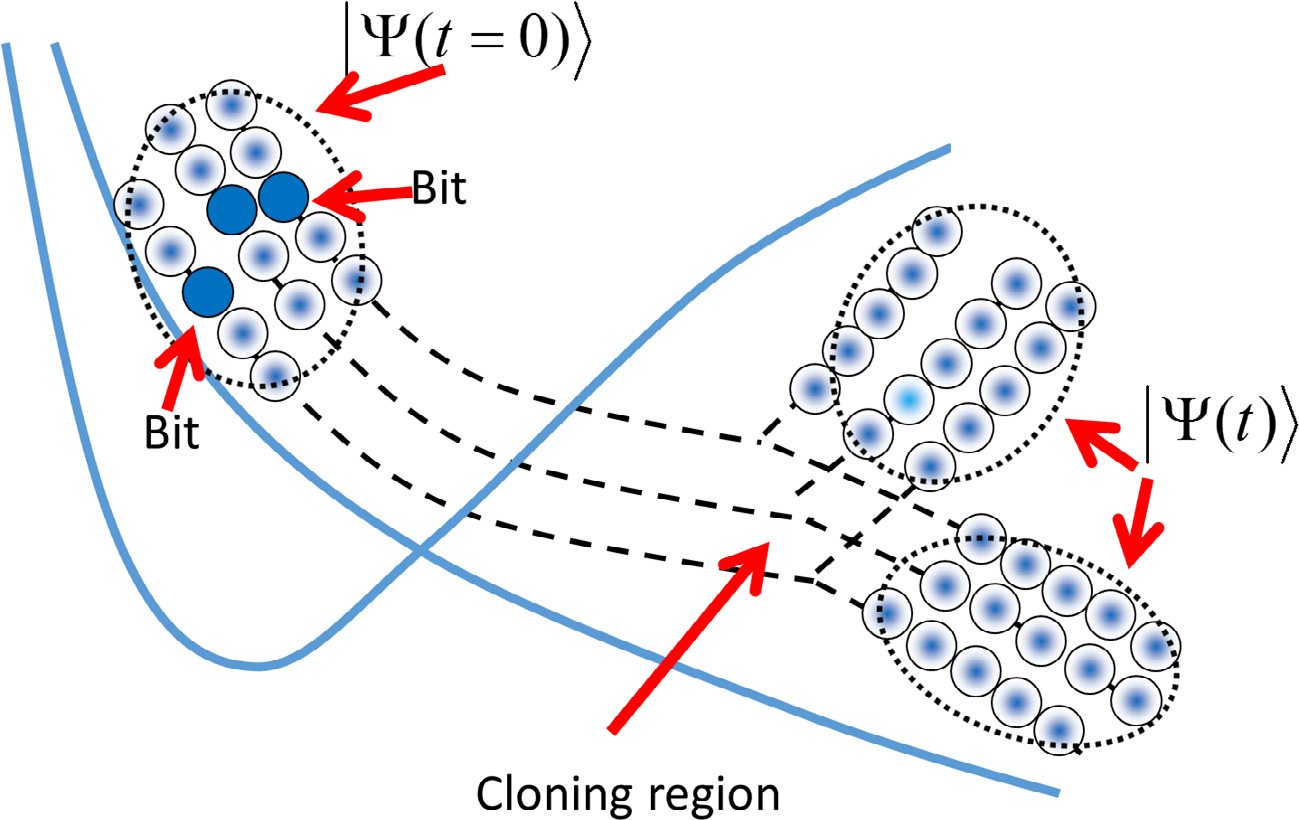 |Ψ(t = 0)⟩
Bit
Bit
|Ψ(t)⟩
Cloning region